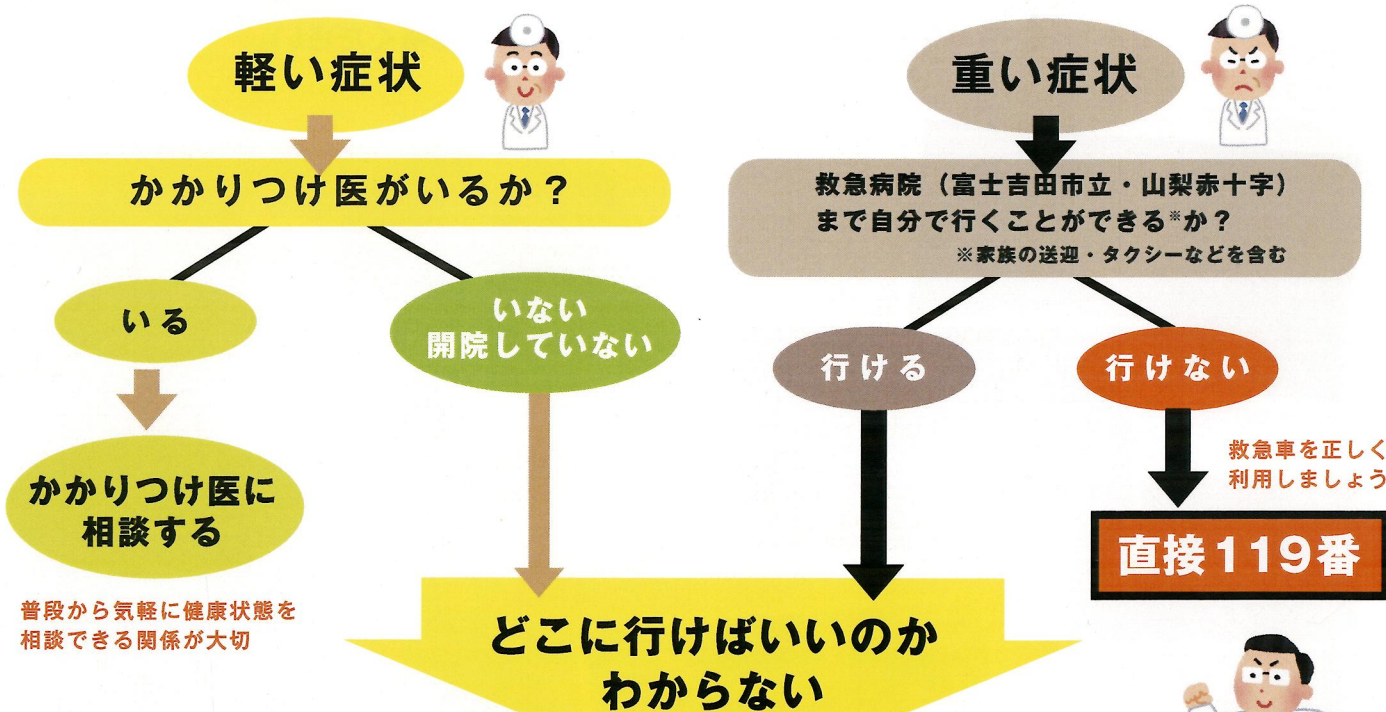 軽い症状
かかりつけ医がいるか？
いる
いない
開院していない
かかりつけ医に
相談する
普段から気軽に健康状態を
相談できる関係が大切
重い症状
救急病院（富士吉田市立・山梨赤十字）
まで自分で行くことができる※か？
※家族の送迎・タクシーなどを含む
行ける
行けない
救急車を正しく
利用しましょう
直接119番
どこに行けばいいのか
わからない